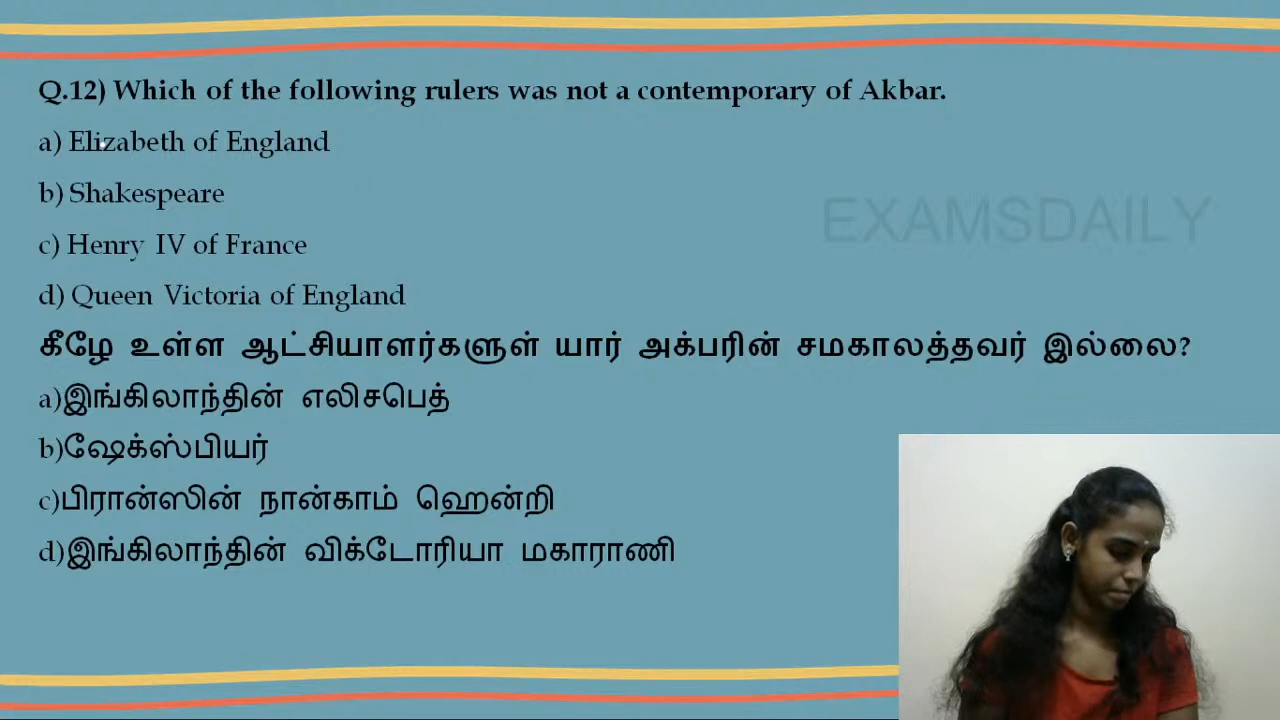 Q.12) Which of the following rulers was not a contemporary of Akbar.
a) Elizabeth of England
b) Shakespeare
EXAMSDAILY
c) Henry IV of France
d) Queen Victoria of England
கீழே உள்ள ஆட்சியாளர்களுள் யார் அக்பரின் சமகாலத்தவர் இல்லை?
a)இங்கிலாந்தின் எலிசபெத்
b)ஷேக்ஸ்பியர்
c)பிரான்ஸின் நான்காம் ஹென்றி
d)இங்கிலாந்தின் விக்டோரியா மகாராணி